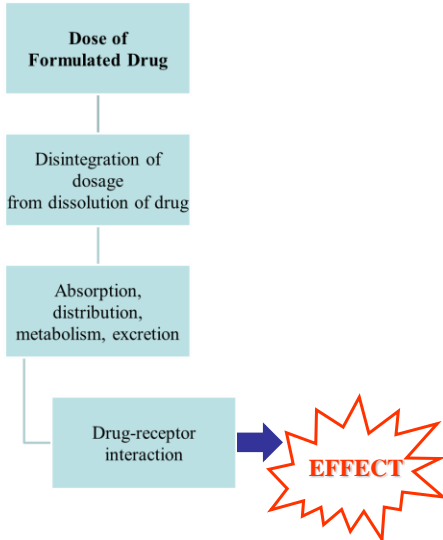 Dose of
Formulated Drug
Disintegration of
dosage
from dissolution of drug
Absorption,
distribution,
metabolism, excretion
Drug-receptor
interaction
EFFECT